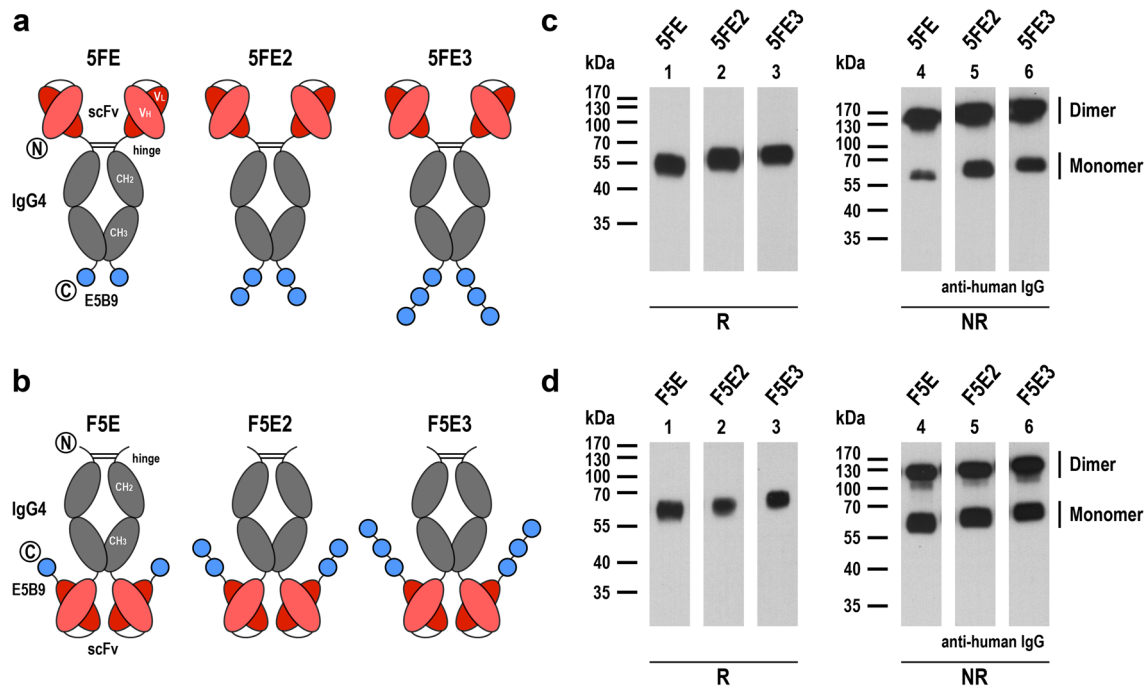 a
5FE 5FE2 5FE3
scFv
VL
VH
N
hinge
IgG4
CH2
CH3
C
E5B9
b
F5E F5E2 F5E3
N
hinge
CH2
IgG4
CH3
C
E5B9
scFv
c
5FE 5FE2 5FE3 5FE 5FE2 5FE3
kDa 1 2 3 kDa 4 5 6
170 170
130 130
100 100
70 70
55 55
40 40
35 35
Dimer
Monomer
anti-human IgG
R NR
d
F5E F5E2 F5E3 F5E F5E2 F5E3
kDa 1 2 3 kDa 4 5 6
170 170
130 130
100 100
70 70
55 55
40 40
35 35
Dimer
Monomer
anti-human IgG
R NR